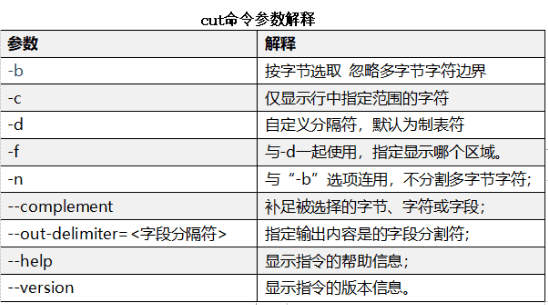 cut命令参数解释
参数 解释
-b 按字节选取 忽略多字节字符边界
-c 仅显示行中指定范围的字符
-d 自定义分隔符，默认为制表符
-f 与-d一起使用，指定显示哪个区域。
-n 与“-b”选项连用，不分割多字节字符；
--complement 补足被选择的字节、字符或字段；
--out-delimiter=<字段分隔符> 指定输出内容是的字段分割符；
--help 显示指令的帮助信息；
--version 显示指令的版本信息。